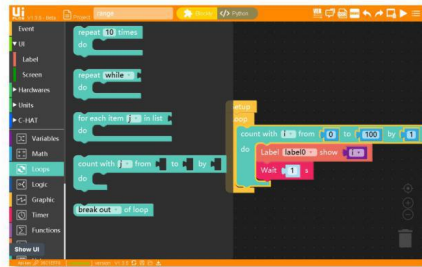 Ui
Project
Blockly
</> Python
Event
UI
Label
Screen
Hardwares
Units
C-HAT
Variables
Math
Loops
Logic
Graphic
Timer
Functions
Show UI
repeat 10 times
do
repeat while
do
for each item i in list
do
count with i from to by
do
break out of loop
etup
oop
count with i from 0 to 100 by 1
do Label label0 show i
Wait 1 s